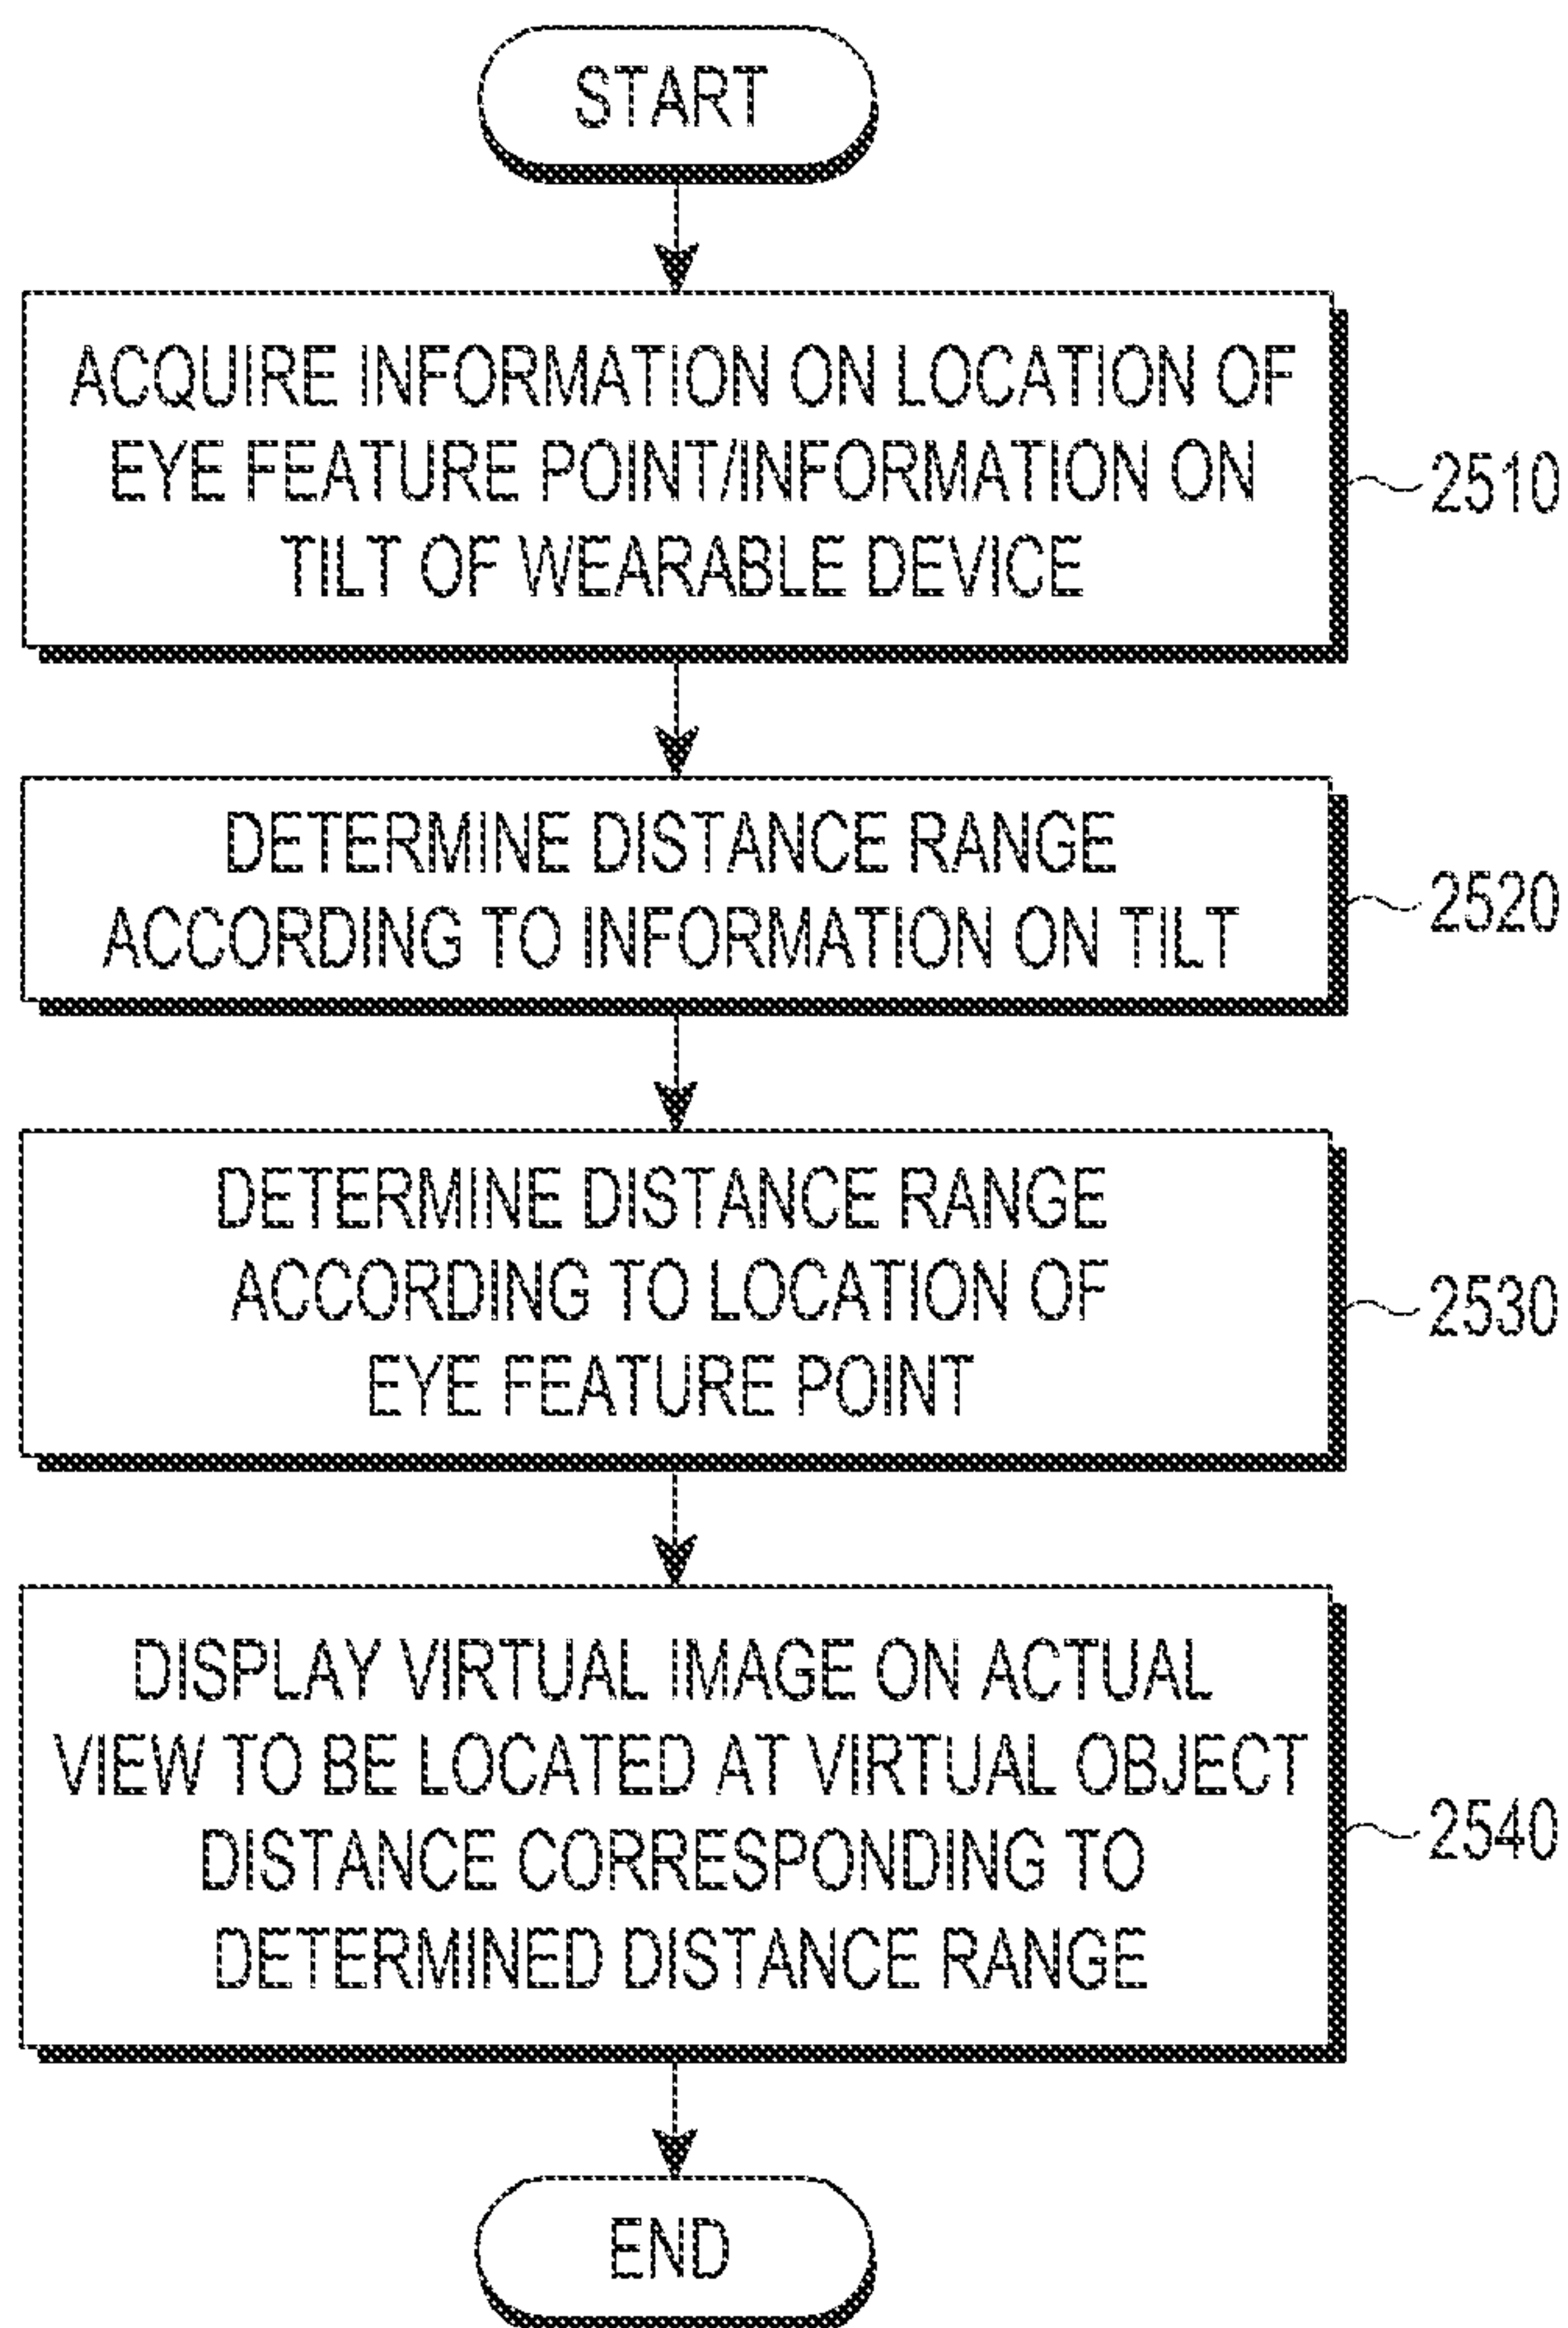 START
ACQUIRE INFORMATION ON LOCATION OF
EYE FEATURE POINT/INFORMATION ON
TILT OF WEARABLE DEVICE
2510
DETERMINE DISTANCE RANGE
ACCORDING TO INFORMATION ON TILT
2520
DETERMINE DISTANCE RANGE
ACCORDING TO LOCATION OF
EYE FEATURE POINT
2530
DISPLAY VIRTUAL IMAGE ON ACTUAL
VIEW TO BE LOCATED AT VIRTUAL OBJECT
DISTANCE CORRESPONDING TO
DETERMINED DISTANCE RANGE
2540
END